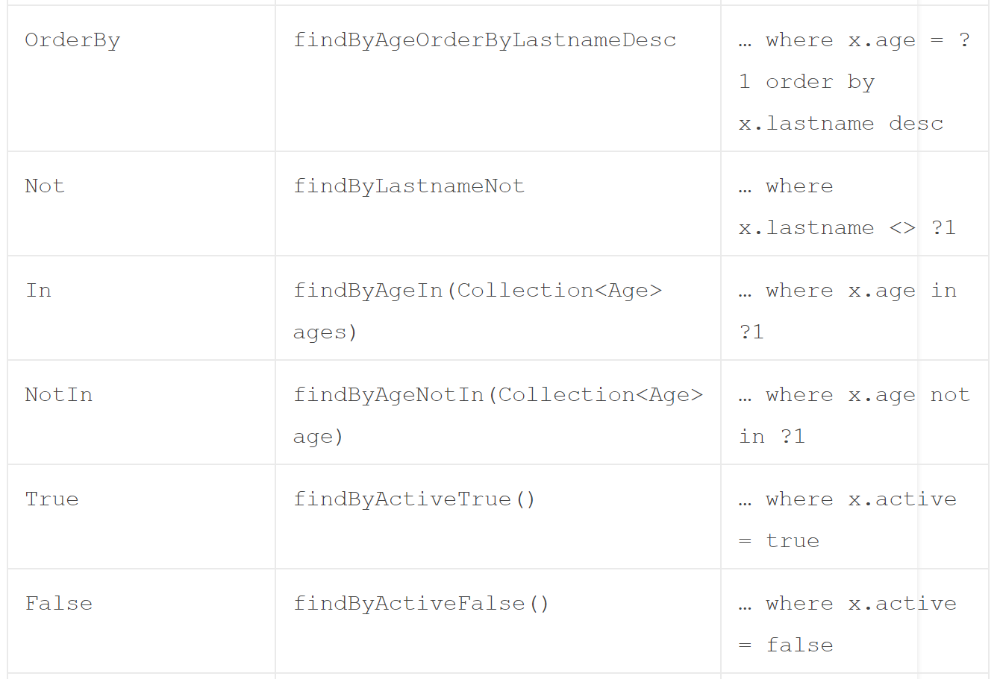 OrderBy
findByAgeOrderByLastnameDesc
… where x.age = ?
1 order by
x.lastname desc
Not
findByLastnameNot
… where
x.lastname <> ?1
In
findByAgeIn(Collection<Age>
ages)
… where x.age in
?1
NotIn
findByAgeNotIn(Collection<Age>
age)
… where x.age not
in ?1
True
findByActiveTrue()
… where x.active
= true
False
findByActiveFalse()
… where x.active
= false